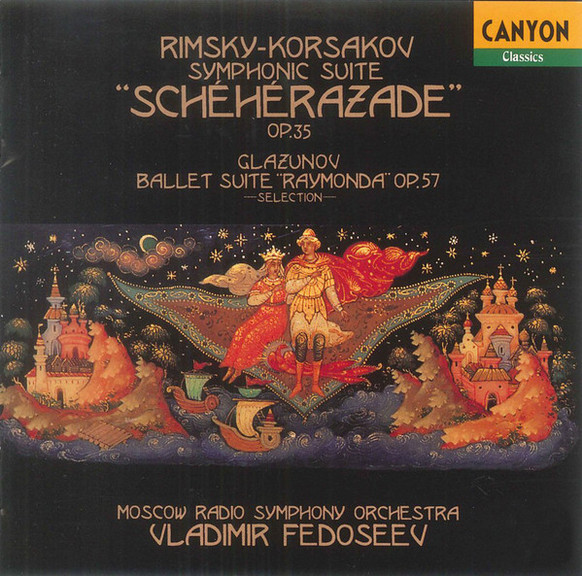 CANYON
Classics
RIMSKY-KORSAKOV
SYMPHONIC SUITE
"SCHÉHÉRAZADE"
OP.35
GLAZUNOV
BALLET SUITE "RAYMONDA" OP.57
—SELECTION—
MOSCOW RADIO SYMPHONY ORCHESTRA
VLADIMIR FEDOSEEV